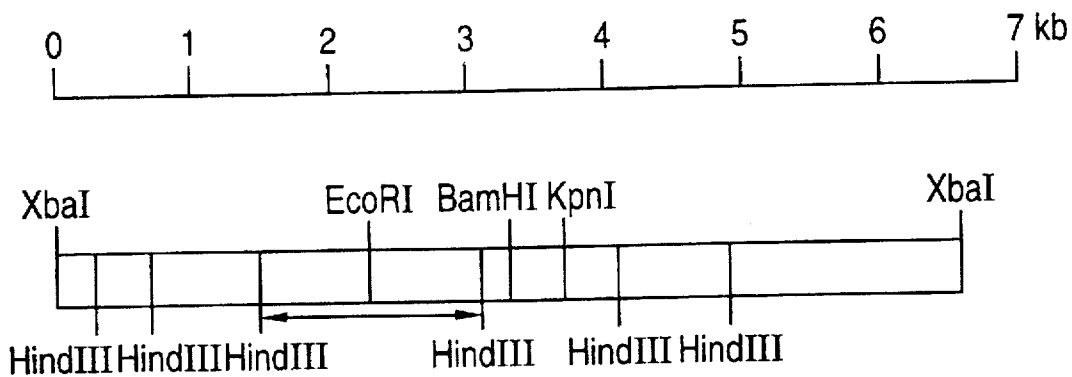 0 1 2 3 4 5 6 7 kb
XbaI EcoRI BamHI KpnI XbaI
HindIII HindIII HindIII HindIII HindIII HindIII